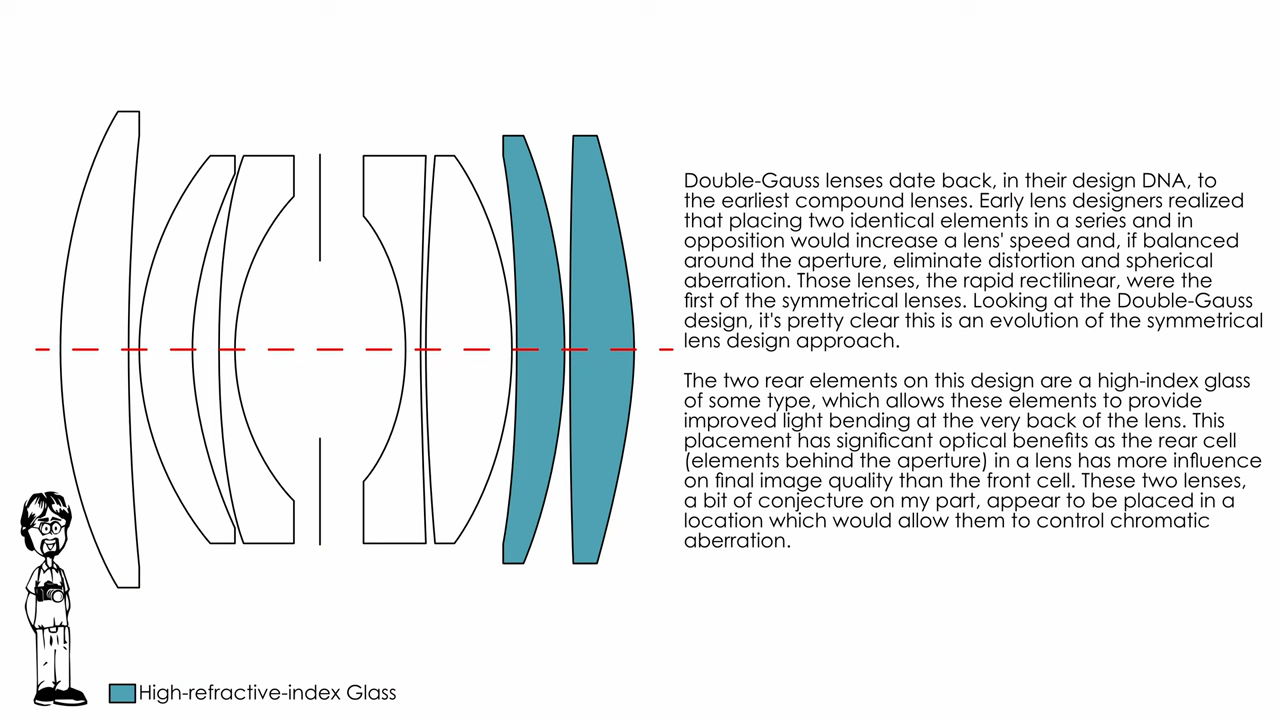 Double-Gauss lenses date back, in their design DNA, to
the earliest compound lenses. Early lens designers realized
that placing two identical elements in a series and in
opposition would increase a lens' speed and, if balanced
around the aperture, eliminate distortion and spherical
aberration. Those lenses, the rapid rectilinear, were the
first of the symmetrical lenses. Looking at the Double-Gauss
design, it's pretty clear this is an evolution of the symmetrical
lens design approach.
The two rear elements on this design are a high-index glass
of some type, which allows these elements to provide
improved light bending at the very back of the lens. This
placement has significant optical benefits as the rear cell
(elements behind the aperture) in a lens has more influence
on final image quality than the front cell. These two lenses,
a bit of conjecture on my part, appear to be placed in a
location which would allow them to control chromatic
aberration.
High-refractive-index Glass